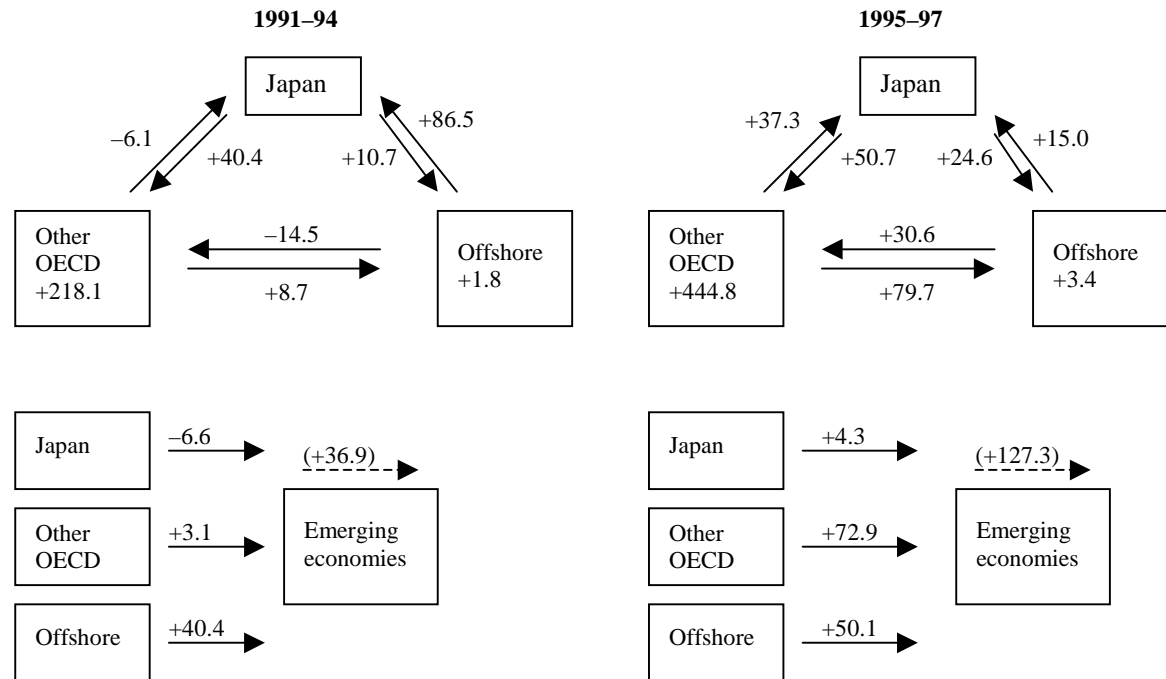 1991–94
Japan
–6.1
+40.4
+86.5
+10.7
Other
OECD
+218.1
–14.5
+8.7
Offshore
+1.8
Japan
–6.6
(+36.9)
Other
OECD
+3.1
Emerging
economies
Offshore
+40.4
1995–97
Japan
+37.3
+50.7
+15.0
+24.6
Other
OECD
+444.8
+30.6
+79.7
Offshore
+3.4
Japan
+4.3
(+127.3)
Other
OECD
+72.9
Emerging
economies
Offshore
+50.1